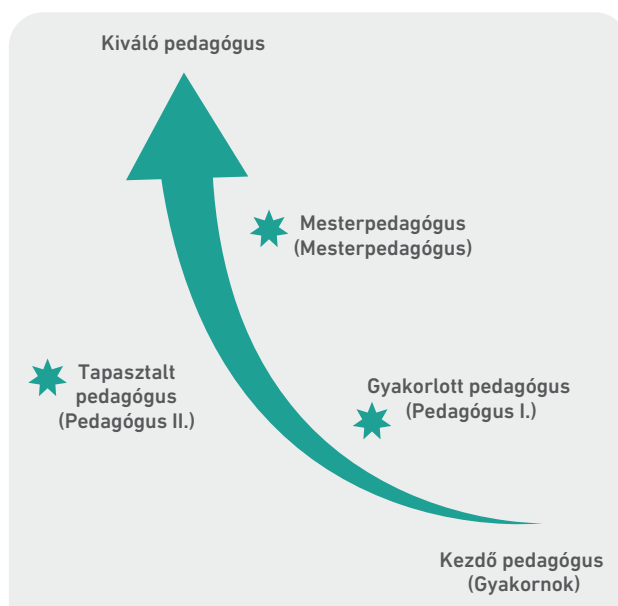 Kiváló pedagógus
Mesterpedagógus
(Mesterpedagógus)
Tapasztalt
pedagógus
(Pedagógus II.)
Gyakorlott pedagógus
(Pedagógus I.)
Kezdő pedagógus
(Gyakornok)